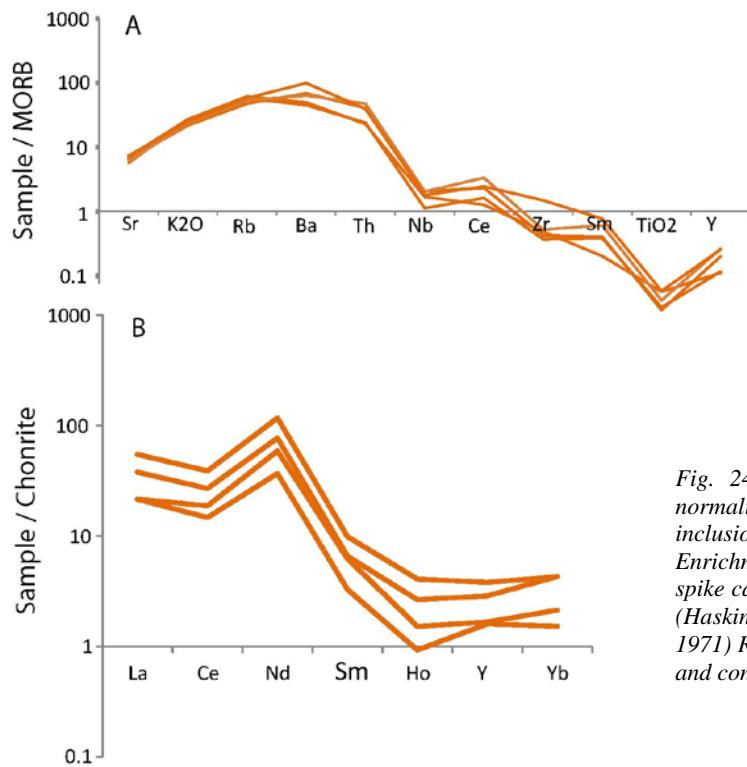 A
1000
100
10
1
0.1
Sample / MORB
Sr K2O Rb Ba Th Nb Ce Zr Sm TiO2 Y
B
1000
100
10
1
0.1
Sample / Chonrite
La Ce Nd Sm Ho Y Yb
Fig. 24
normali
inclusio
Enrichn
spike ca
(Haskin
1971) R
and con